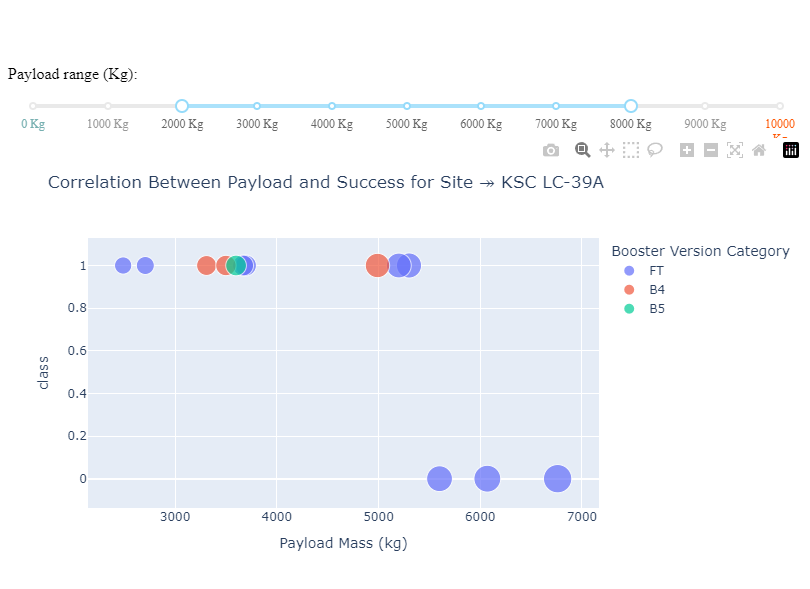 Payload range (Kg):
0 Kg 1000 Kg 2000 Kg 3000 Kg 4000 Kg 5000 Kg 6000 Kg 7000 Kg 8000 Kg 9000 Kg 10000
Correlation Between Payload and Success for Site ↠ KSC LC-39A
Booster Version Category
FT
B4
B5
1
0.8
0.6
0.4
0.2
0
class
3000 4000 5000 6000 7000
Payload Mass (kg)